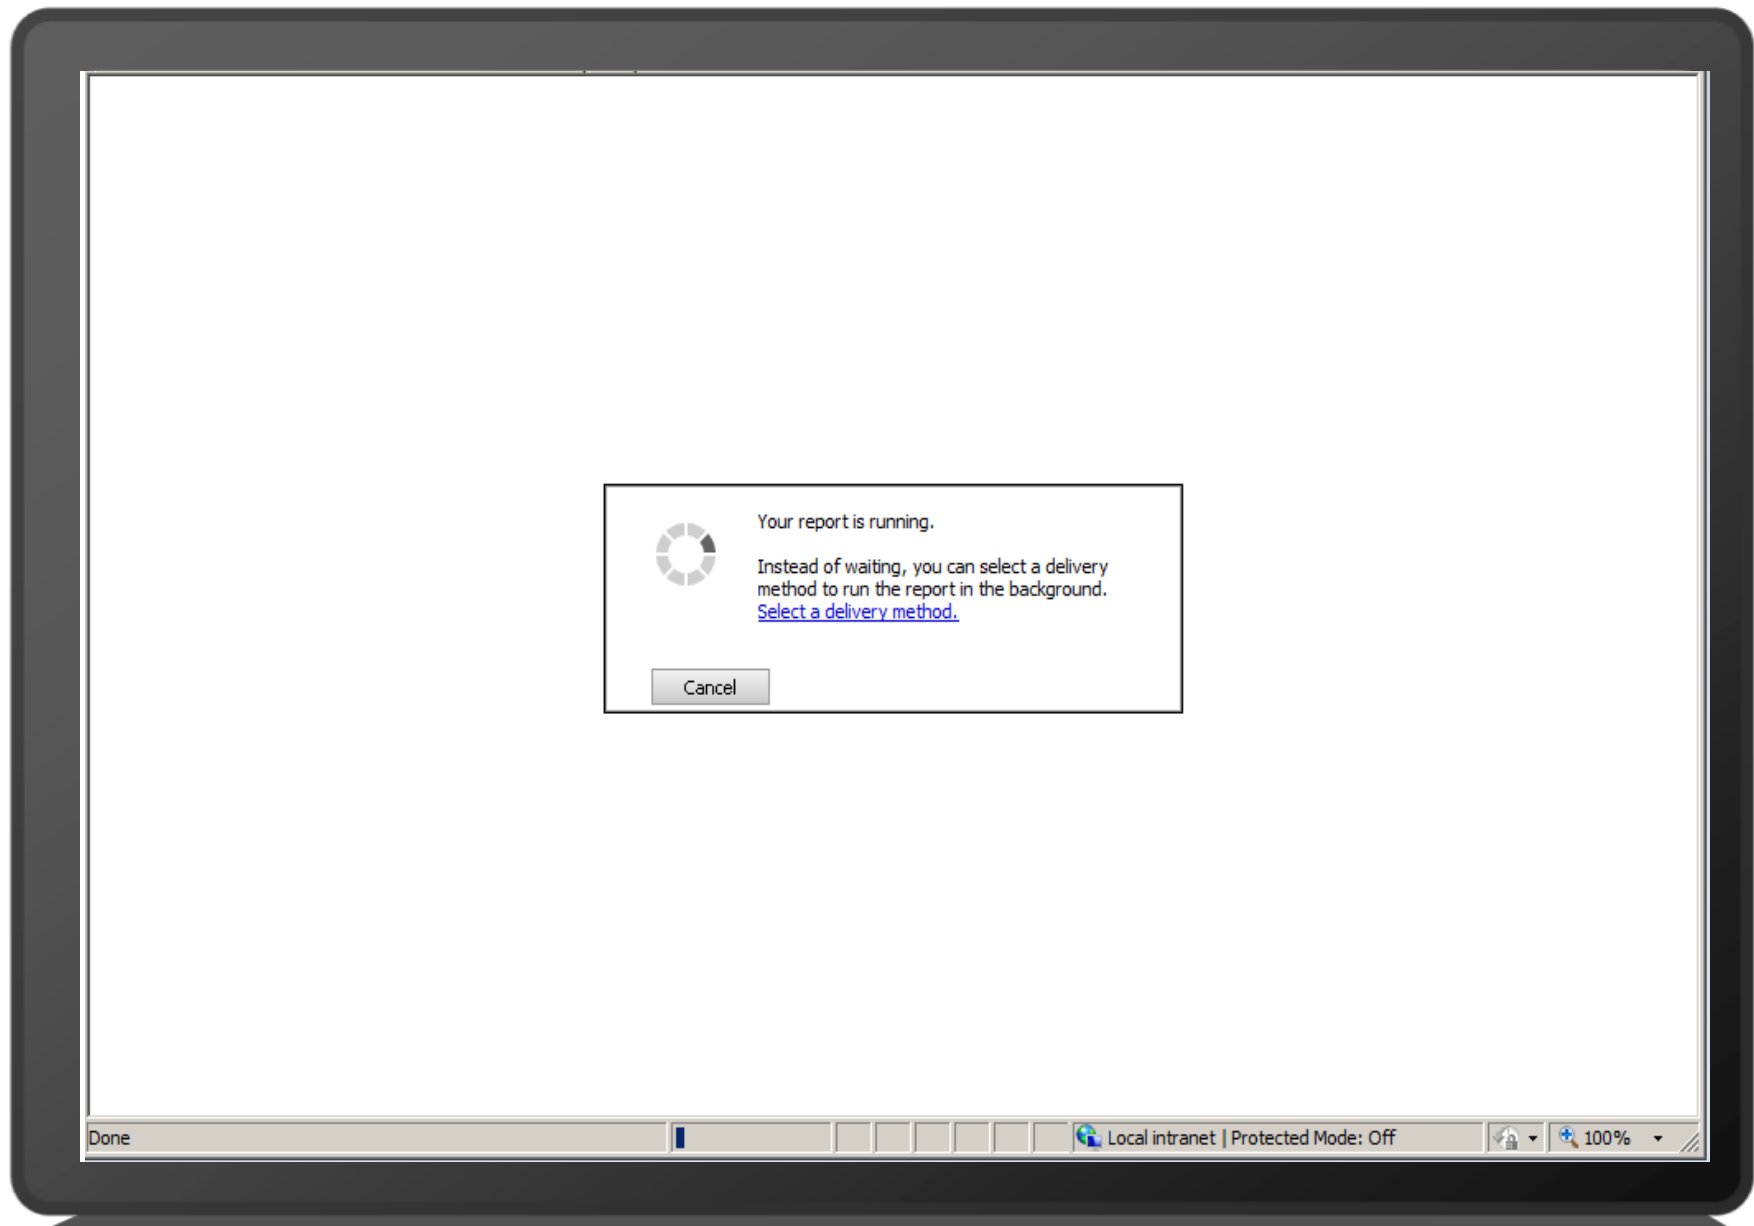 Your report is running.
Instead of waiting, you can select a delivery
method to run the report in the background.
Select a delivery method.
Cancel
Done
Local intranet | Protected Mode: Off
100%